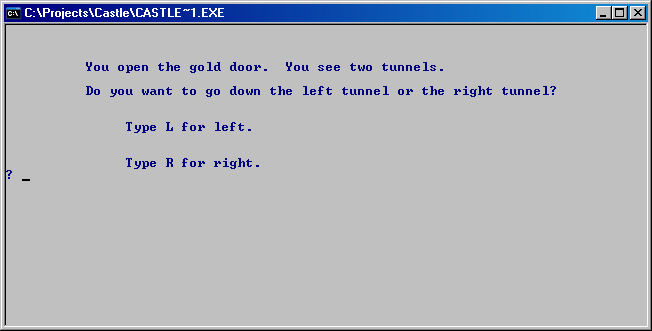 C:\Projects\Castle\CASTLE~1.EXE
You open the gold door.  You see two tunnels.
Do you want to go down the left tunnel or the right tunnel?
Type L for left.
Type R for right.
? _